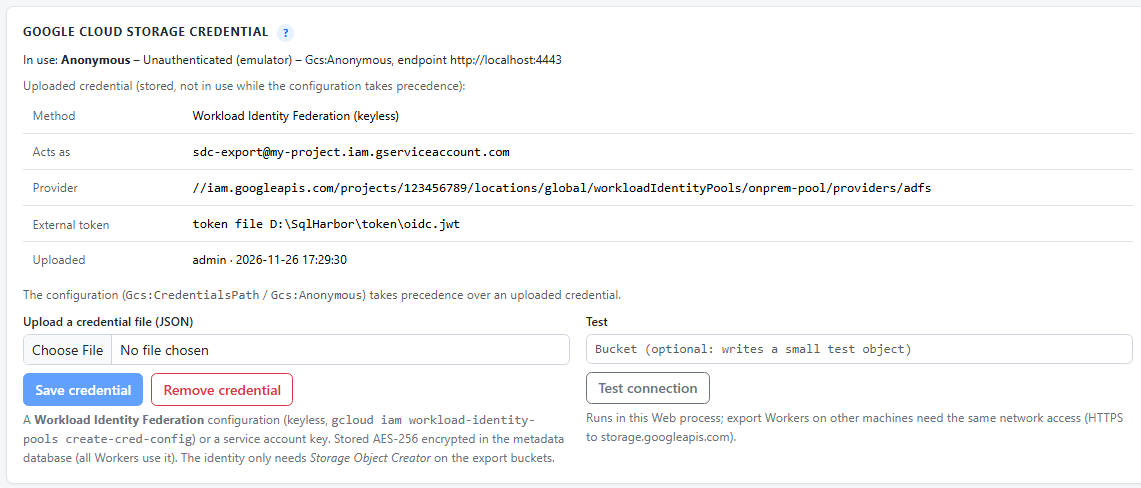 GOOGLE CLOUD STORAGE CREDENTIAL ?
In use: Anonymous – Unauthenticated (emulator) – Gcs:Anonymous, endpoint http://localhost:4443
Uploaded credential (stored, not in use while the configuration takes precedence):
Method Workload Identity Federation (keyless)
Acts as sdc-export@my-project.iam.gserviceaccount.com
Provider //iam.googleapis.com/projects/123456789/locations/global/workloadIdentityPools/onprem-pool/providers/adfs
External token token file D:\SqlHarbor\token\oidc.jwt
Uploaded admin · 2026-11-26 17:29:30
The configuration (Gcs:CredentialsPath / Gcs:Anonymous) takes precedence over an uploaded credential.
Upload a credential file (JSON)
Choose File No file chosen
Save credential Remove credential
A Workload Identity Federation configuration (keyless, gcloud iam workload-identity-
pools create-cred-config) or a service account key. Stored AES-256 encrypted in the metadata
database (all Workers use it). The identity only needs Storage Object Creator on the export buckets.
Test
Bucket (optional: writes a small test object)
Test connection
Runs in this Web process; export Workers on other machines need the same network access (HTTPS
to storage.googleapis.com).